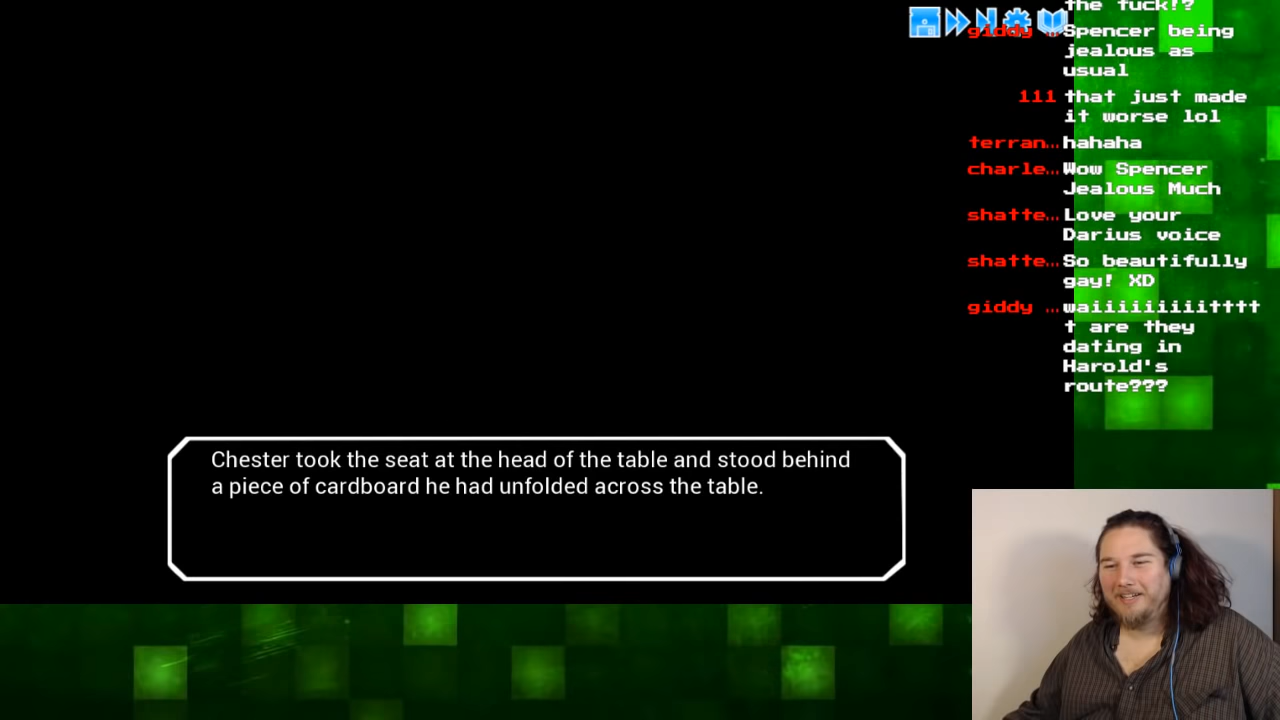 the fuck!?
giddy ... Spencer being
jealous as
usual
111 that just made
it worse lol
terran... hahaha
charle... Wow Spencer
Jealous Much
shatte... Love your
Darius voice
shatte... So beautifully
gay! XD
giddy ... waiiiiiiiiitttt
t are they
dating in
Harold's
route???
Chester took the seat at the head of the table and stood behind
a piece of cardboard he had unfolded across the table.